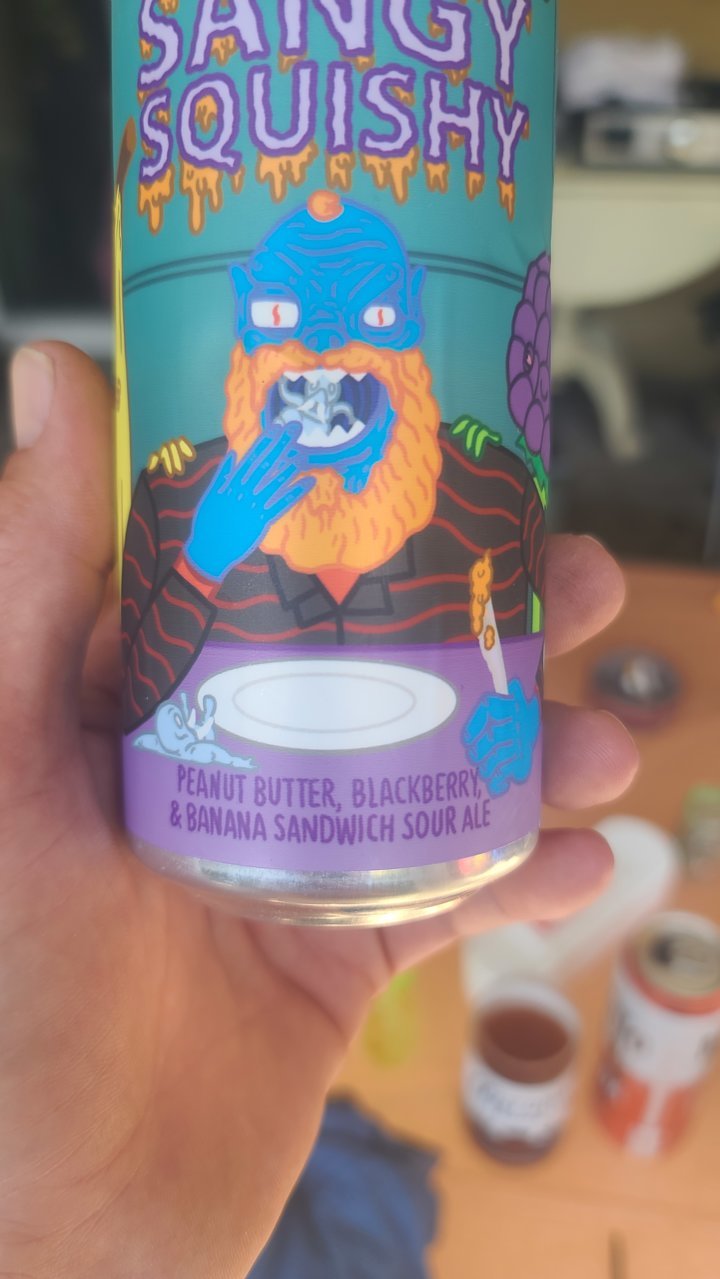 SANGY
SQUISHY
PEANUT BUTTER, BLACKBERRY,
& BANANA SANDWICH SOUR ALE